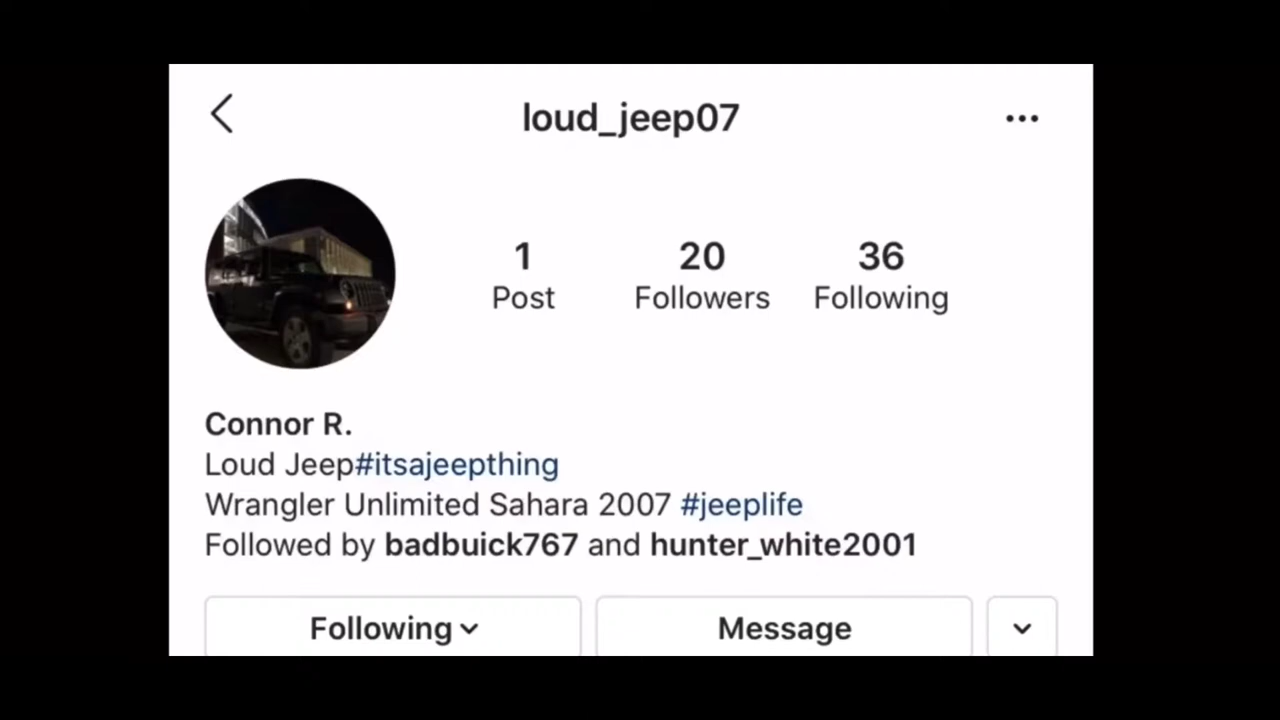 loud_jeep07
1 20 36
Post Followers Following
Connor R.
Loud Jeep#itsajeepthing
Wrangler Unlimited Sahara 2007 #jeeplife
Followed by badbuick767 and hunter_white2001
Following Message